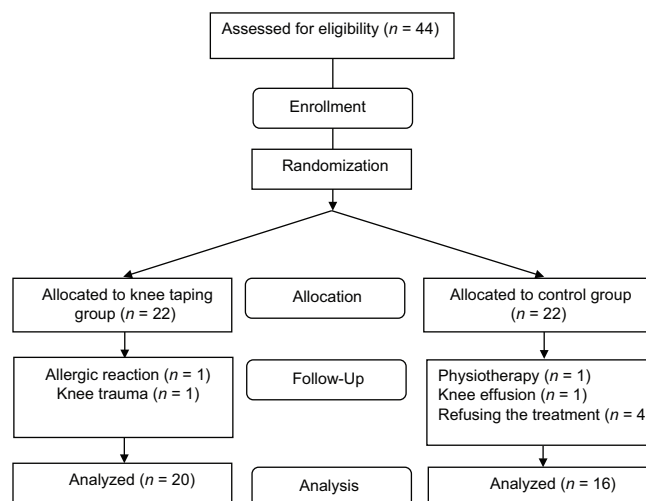 Assessed for eligibility (n = 44)
Enrollment
Randomization
Allocated to knee taping
group (n = 22)
Allocation
Allocated to control group
(n = 22)
Allergic reaction (n = 1)
Knee trauma (n = 1)
Follow-Up
Physiotherapy (n = 1)
Knee effusion (n = 1)
Refusing the treatment (n = 4
Analyzed (n = 20)
Analysis
Analyzed (n = 16)